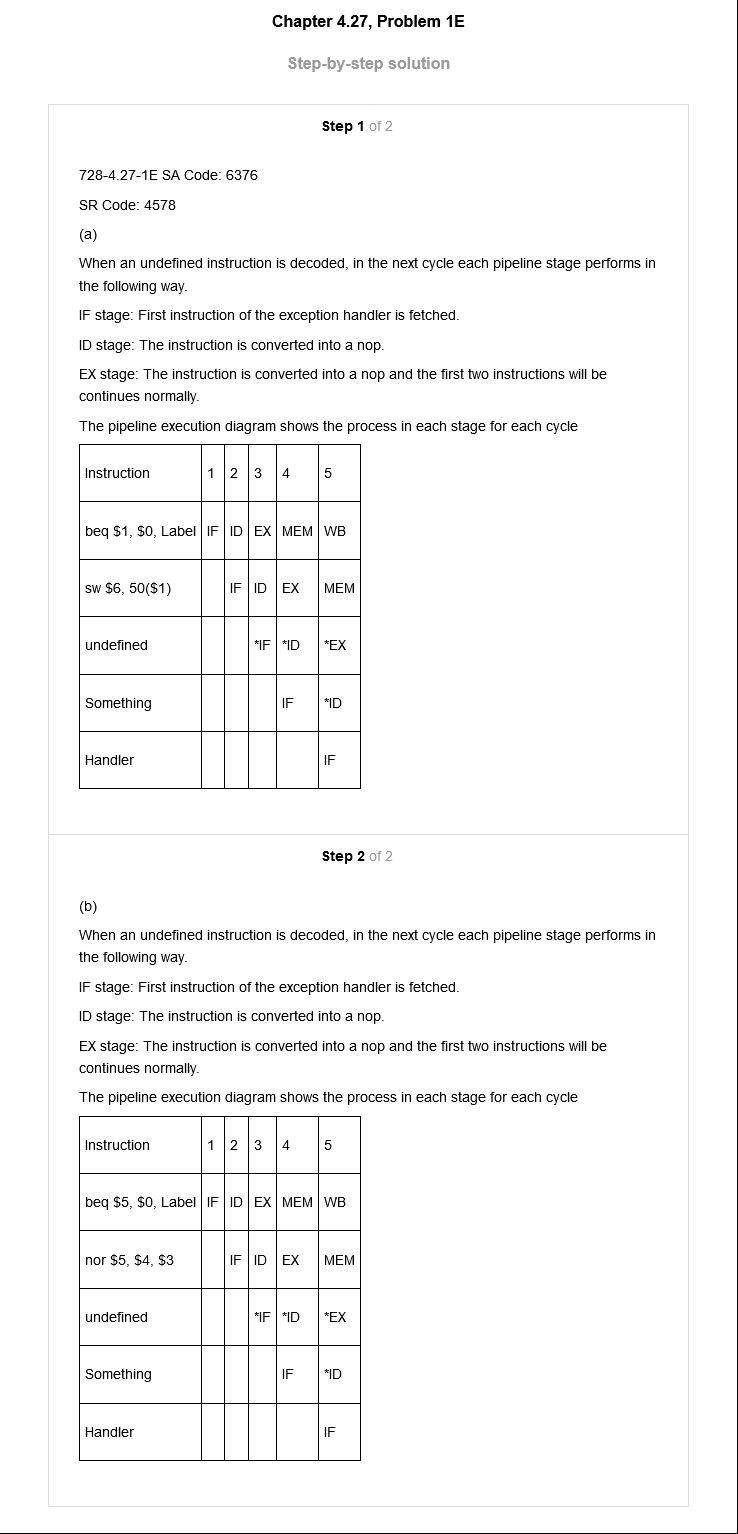 Chapter 4.27, Problem 1E
Step-by-step solution
Step 1 of 2
728-4.27-1E SA Code: 6376
SR Code: 4578
(a)
When an undefined instruction is decoded, in the next cycle each pipeline stage performs in
the following way.
IF stage: First instruction of the exception handler is fetched.
ID stage: The instruction is converted into a nop.
EX stage: The instruction is converted into a nop and the first two instructions will be
continues normally.
The pipeline execution diagram shows the process in each stage for each cycle
Instruction 1 2 3 4 5
beq $1, $0, Label IF ID EX MEM WB
sw $6, 50($1) IF ID EX MEM
undefined *IF *ID *EX
Something IF *ID
Handler IF
Step 2 of 2
(b)
When an undefined instruction is decoded, in the next cycle each pipeline stage performs in
the following way.
IF stage: First instruction of the exception handler is fetched.
ID stage: The instruction is converted into a nop.
EX stage: The instruction is converted into a nop and the first two instructions will be
continues normally.
The pipeline execution diagram shows the process in each stage for each cycle
Instruction 1 2 3 4 5
beq $5, $0, Label IF ID EX MEM WB
nor $5, $4, $3 IF ID EX MEM
undefined *IF *ID *EX
Something IF *ID
Handler IF